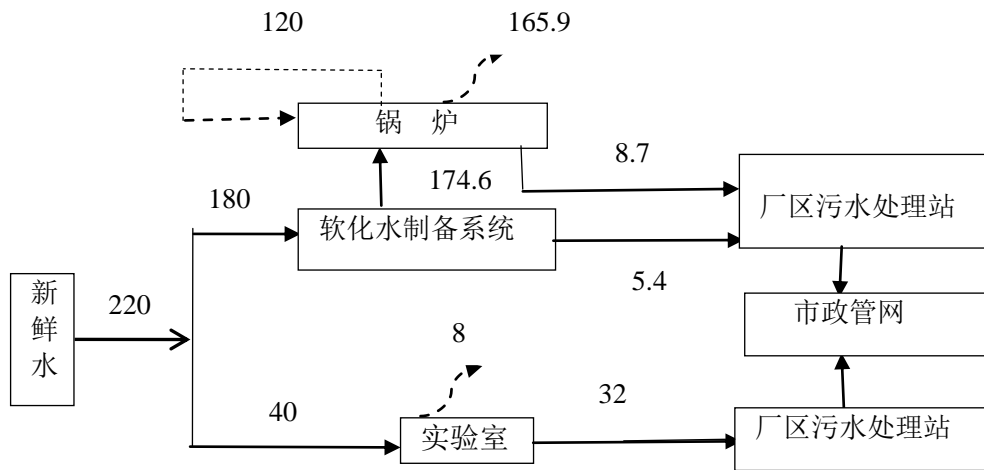 120
165.9
锅 炉
8.7
174.6
180
厂区污水处理站
软化水制备系统
5.4
新鲜水
220
市政管网
8
40
32
实验室
厂区污水处理站